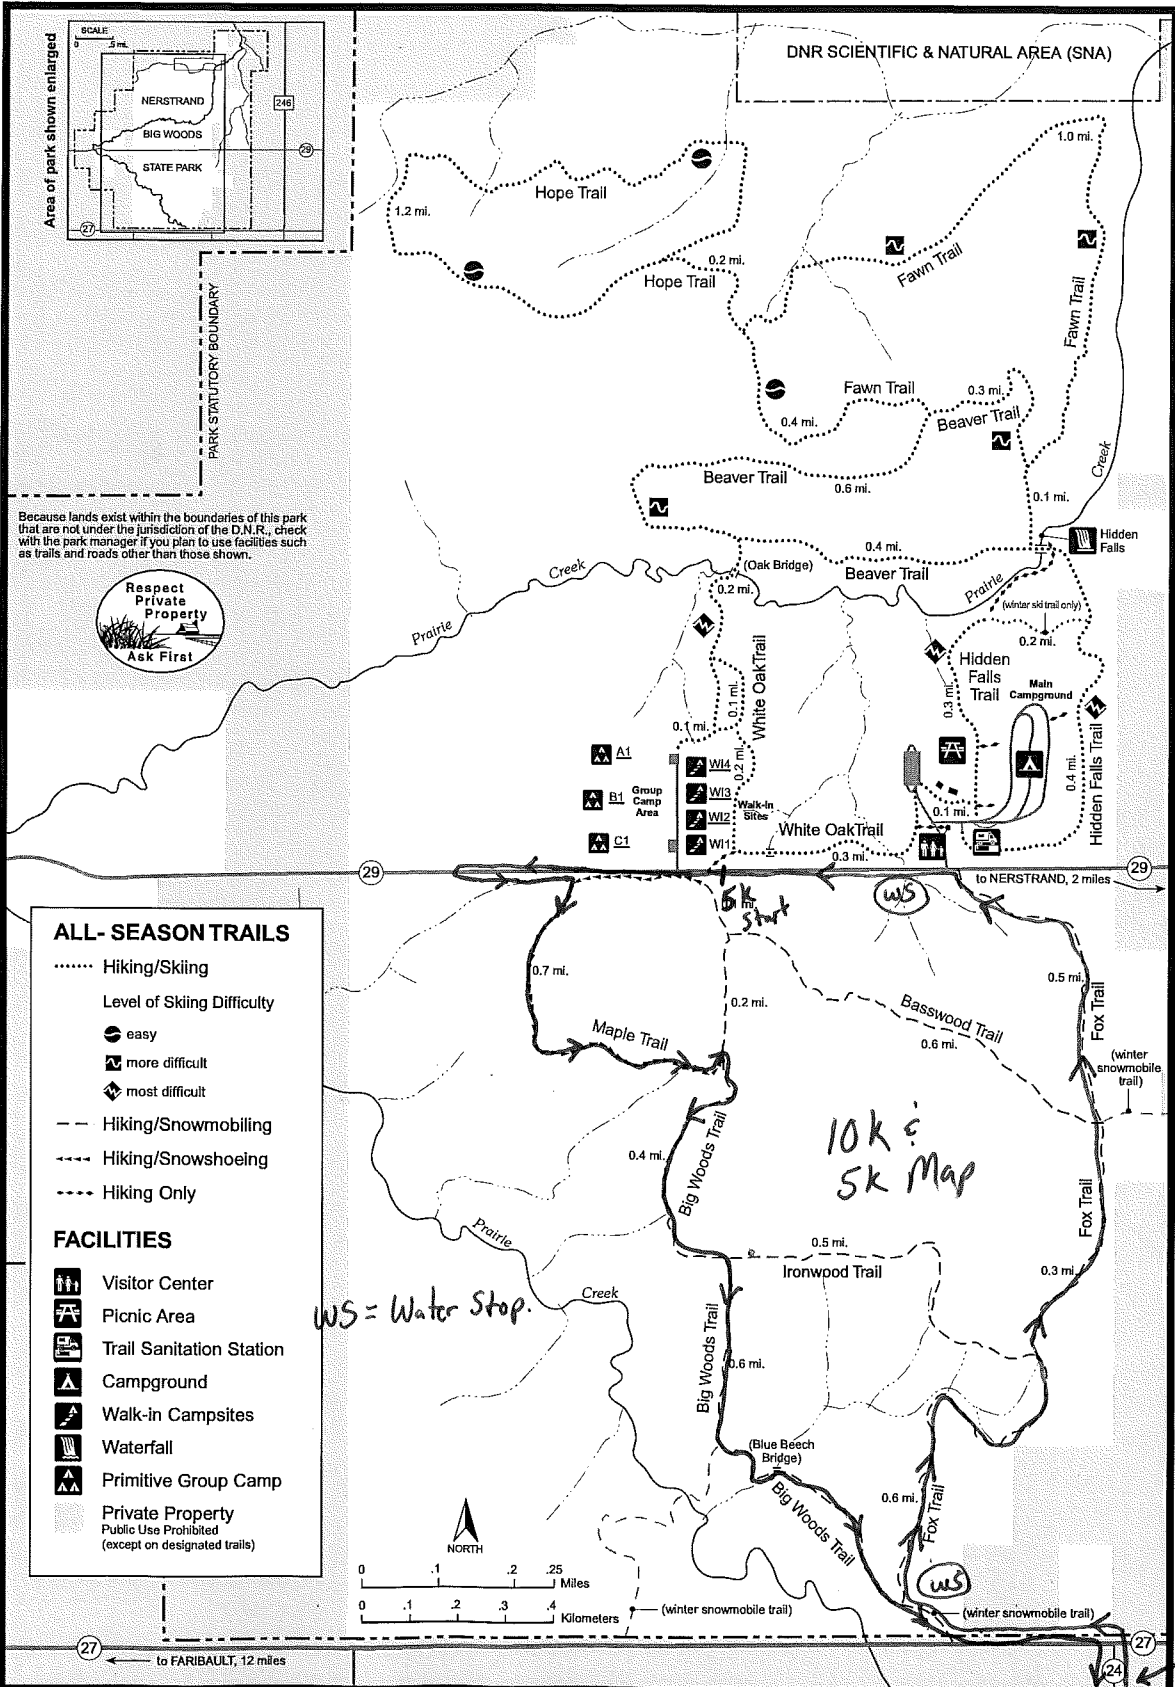 Area of park shown enlarged
SCALE
0 .5 mi.
NERSTRAND
BIG WOODS
STATE PARK
246
29
27
DNR SCIENTIFIC & NATURAL AREA (SNA)
PARK STATUTORY BOUNDARY
1.0 mi.
Hope Trail
1.2 mi.
0.2 mi.
Hope Trail
Fawn Trail
Fawn Trail
Fawn Trail
0.3 mi.
0.4 mi.
Beaver Trail
Beaver Trail
0.6 mi.
0.1 mi.
Creek
Because lands exist within the boundaries of this park
that are not under the jurisdiction of the D.N.R., check
with the park manager if you plan to use facilities such
as trails and roads other than those shown.
Respect
Private
Property
Ask First
Hidden
Falls
0.4 mi.
(Oak Bridge)
Beaver Trail
Creek
Prairie
Prairie
0.2 mi.
(winter ski trail only)
0.2 mi.
White OakTrail
Hidden
Falls
Trail
Main
Campground
0.1 mi.
0.3 mi.
0.1 mi.
0.2 mi.
0.4 mi.
Hidden Falls Trail
A1
B1
Group
Camp
Area
C1
WI4
WI3
WI2
WI1
Walk-In
Sites
0.1 mi.
White OakTrail
0.3 mi.
29
29
to NERSTRAND, 2 miles
WS
5k
start
ALL- SEASON TRAILS
Hiking/Skiing
Level of Skiing Difficulty
easy
more difficult
most difficult
Hiking/Snowmobiling
Hiking/Snowshoeing
Hiking Only
FACILITIES
Visitor Center
Picnic Area
Trail Sanitation Station
Campground
Walk-in Campsites
Waterfall
Primitive Group Camp
Private Property
Public Use Prohibited
(except on designated trails)
0.7 mi.
0.2 mi.
Maple Trail
Basswood Trail
0.6 mi.
0.5 mi.
Fox Trail
(winter
snowmobile
trail)
10k &
5k Map
0.4 mi.
Big Woods Trail
Fox Trail
Prairie
Creek
0.5 mi.
Ironwood Trail
0.3 mi.
WS = Water Stop.
Big Woods Trail
0.6 mi.
(Blue Beech
Bridge)
Big Woods Trail
0.6 mi.
Fox Trail
WS
NORTH
0 .1 .2 .25
Miles
0 .1 .2 .3 .4
Kilometers
(winter snowmobile trail)
(winter snowmobile trail)
27
to FARIBAULT, 12 miles
27
24